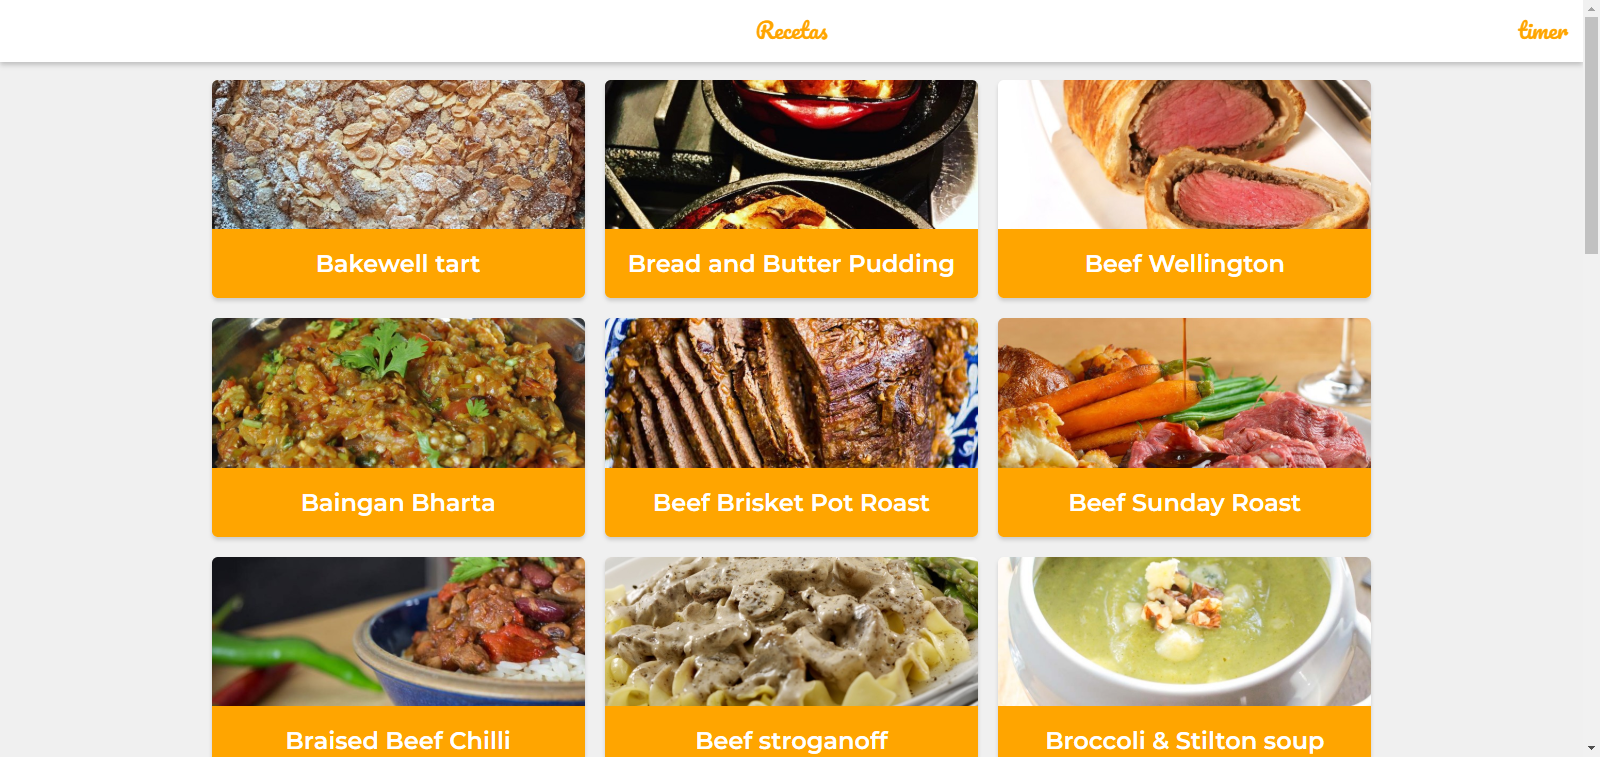 Recetas
timer
Bakewell tart
Bread and Butter Pudding
Beef Wellington
Baingan Bharta
Beef Brisket Pot Roast
Beef Sunday Roast
Braised Beef Chilli
Beef stroganoff
Broccoli & Stilton soup